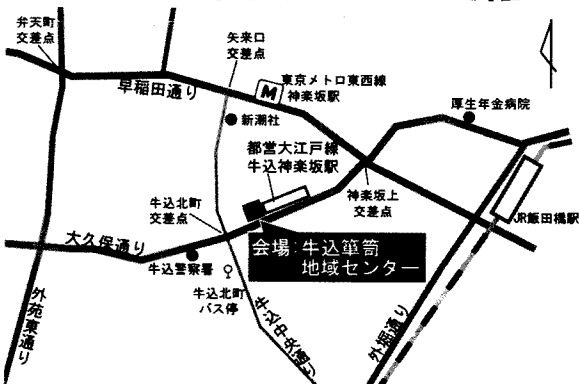 弁天町
交差点
矢来口
交差点
早稲田通り
M
東京メトロ東西線
神楽坂駅
新潮社
厚生年金病院
都営大江戸線
牛込神楽坂駅
牛込北町
交差点
神楽坂上
交差点
JR飯田橋駅
大久保通り
会場:牛込箪笥
地域センター
牛込警察署
牛込北町
バス停
外苑東通り
牛込中央通り
外堀通り